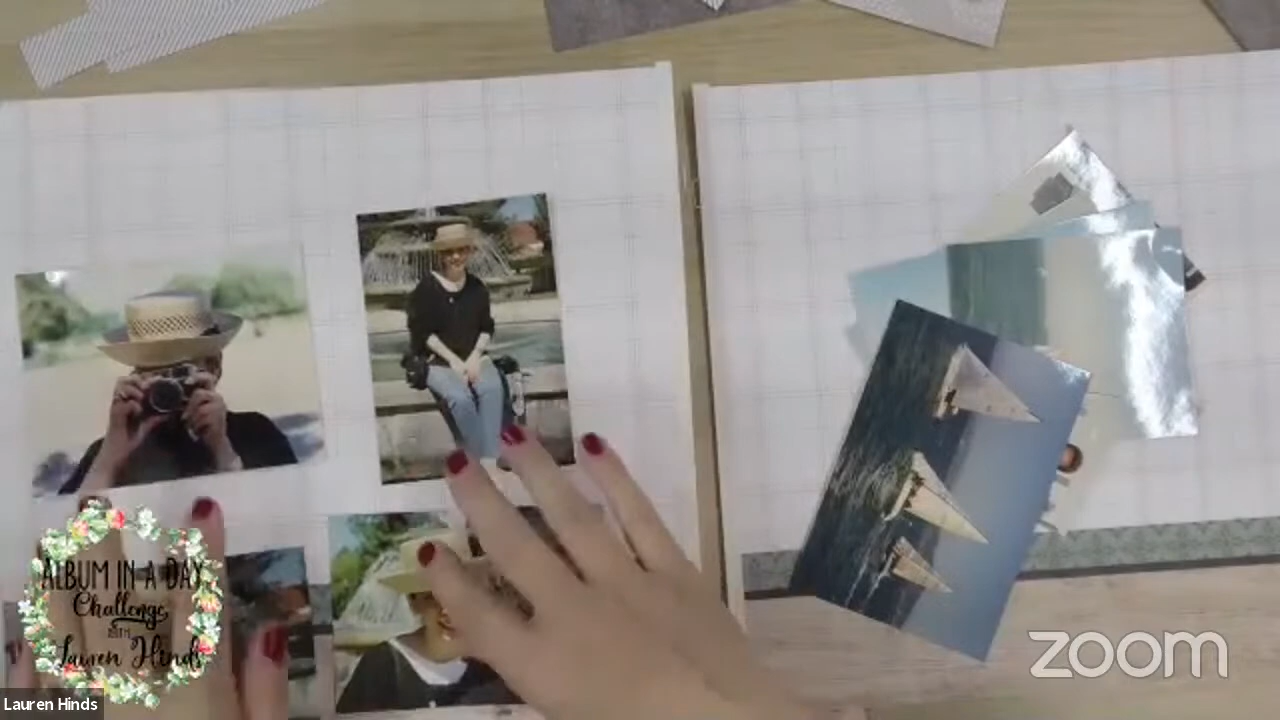 ALBUM IN A DAY
Challenge
WITH
Lauren Hinds
Lauren Hinds
zoom